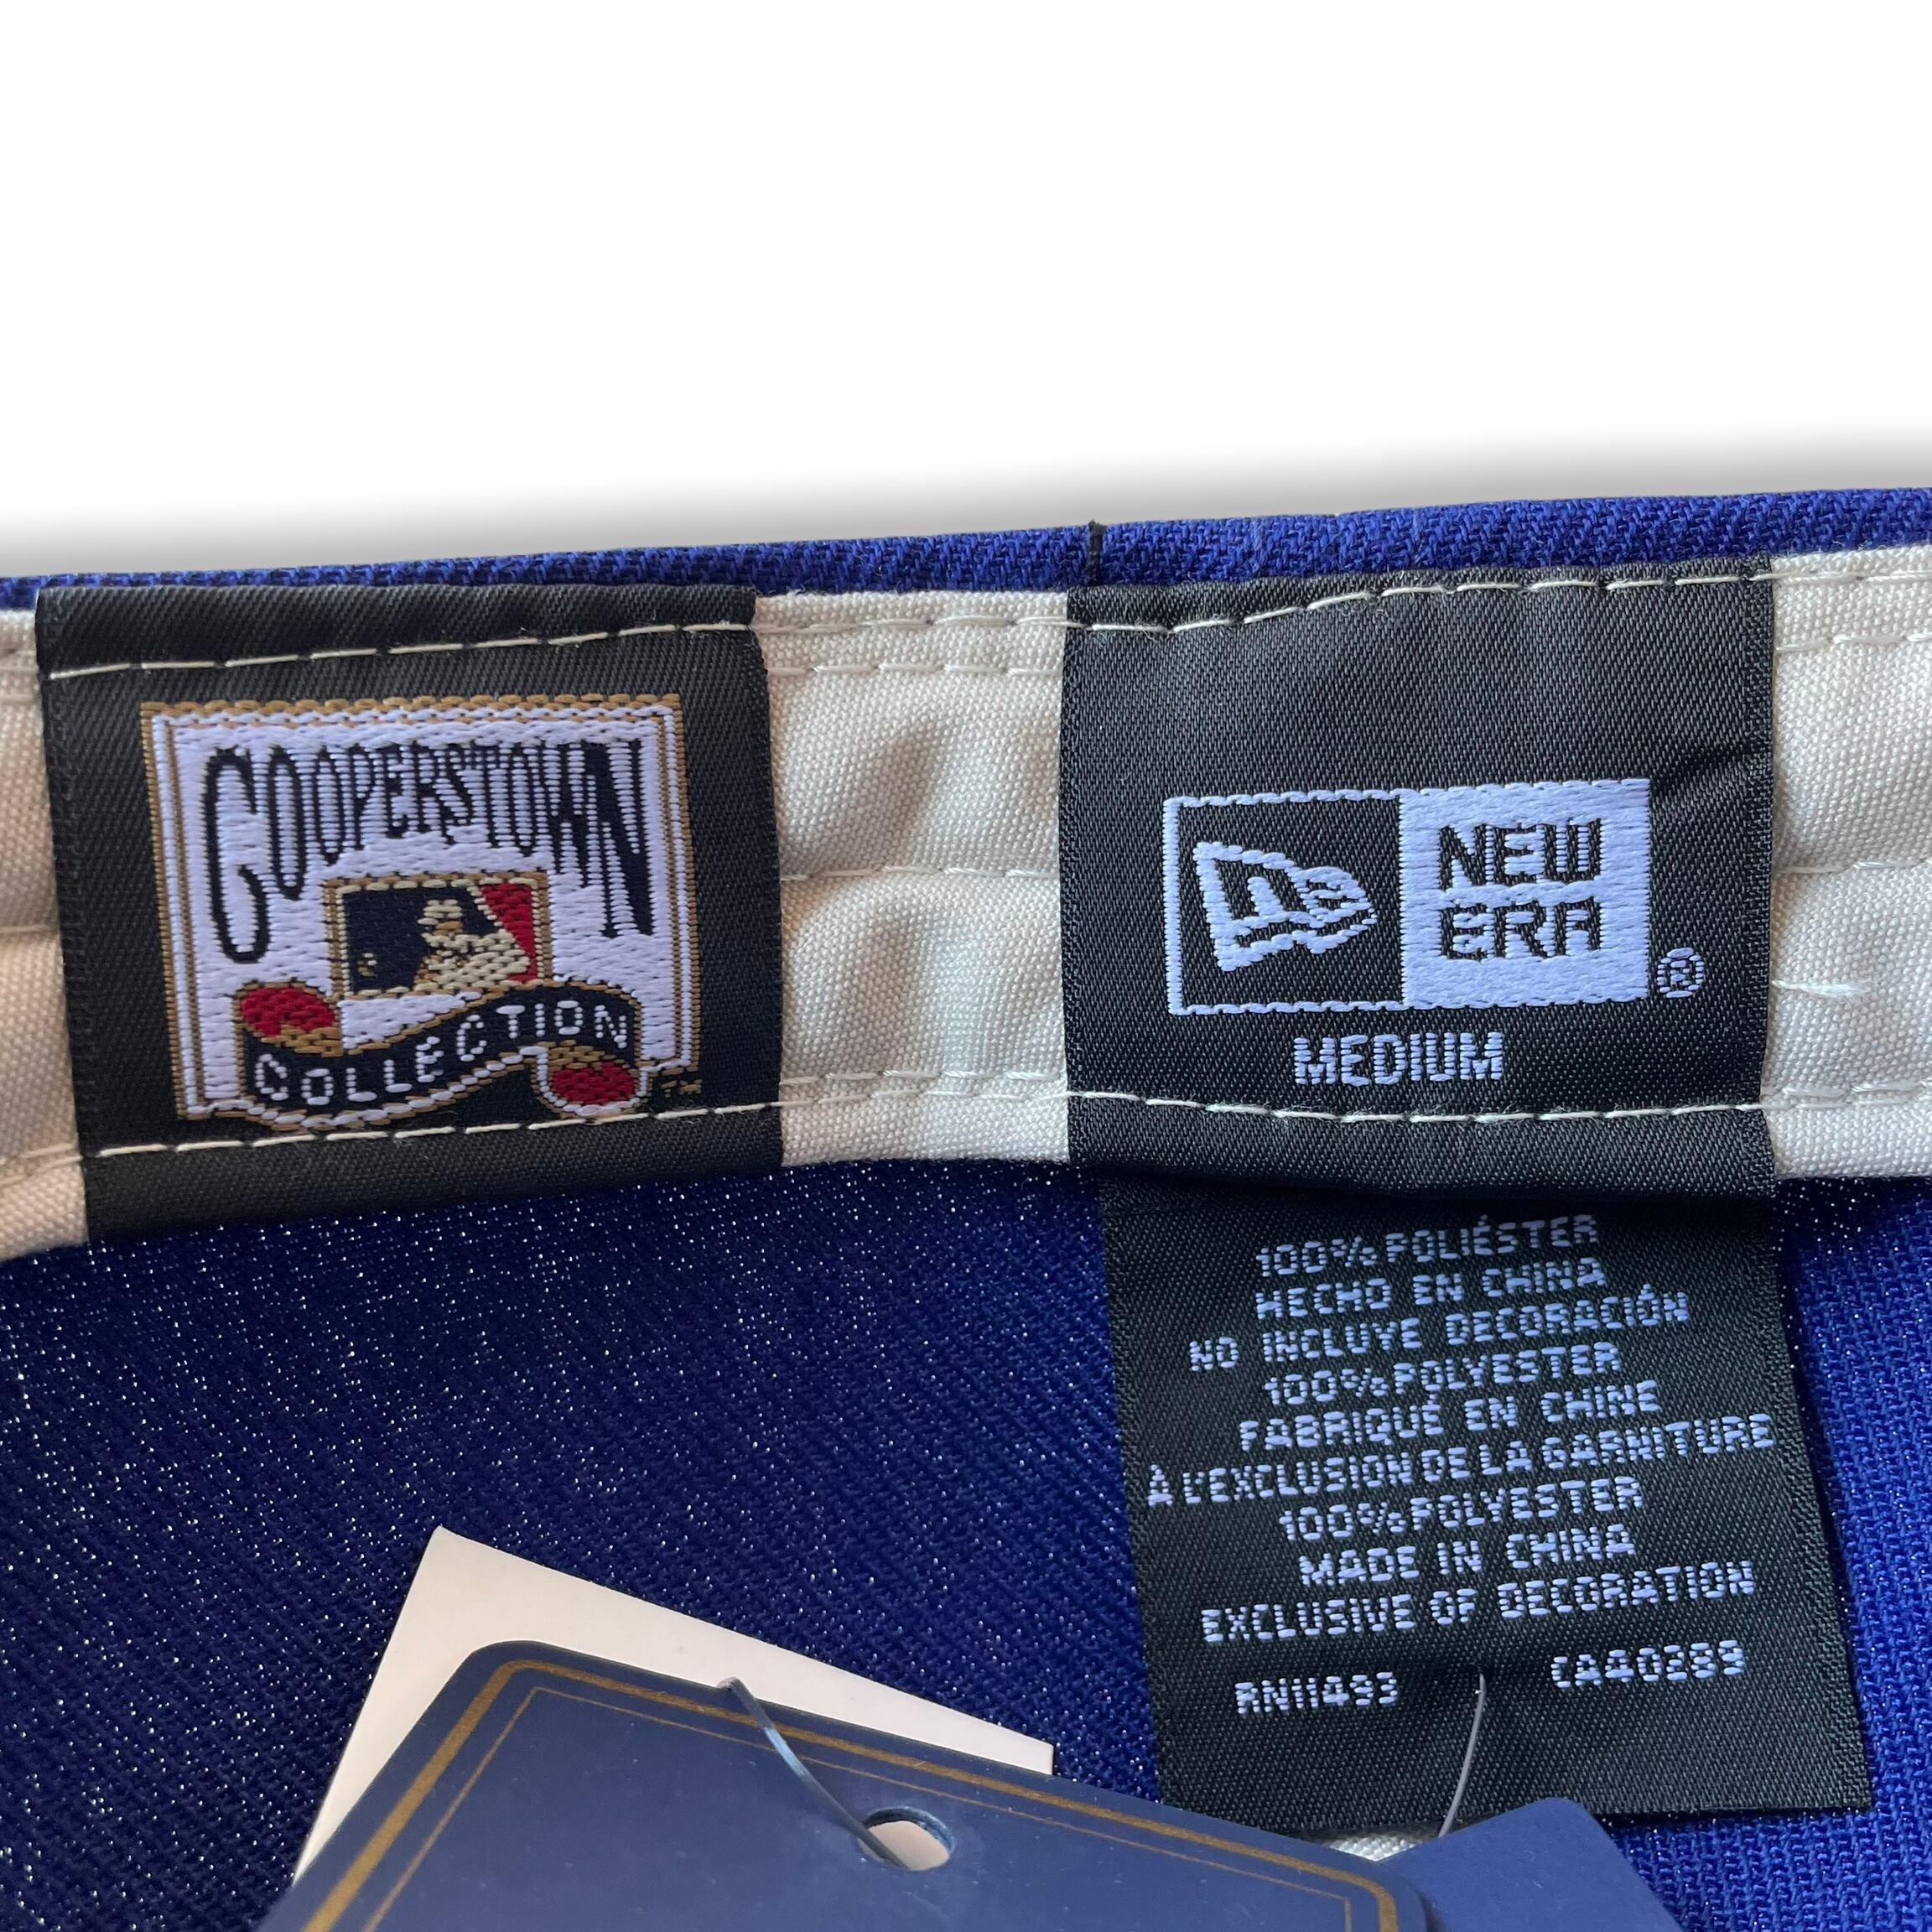 COOPERSTOWN
COLLECTION
TM
NEW
ERA
®
MEDIUM
100% POLIÉSTER
HECHO EN CHINA
NO INCLUYE DECORACIÓN
100% POLYESTER
FABRIQUÉ EN CHINE
À L'EXCLUSION DE LA GARNITURE
100% POLYESTER
MADE IN CHINA
EXCLUSIVE OF DECORATION
RN11493 CA40289